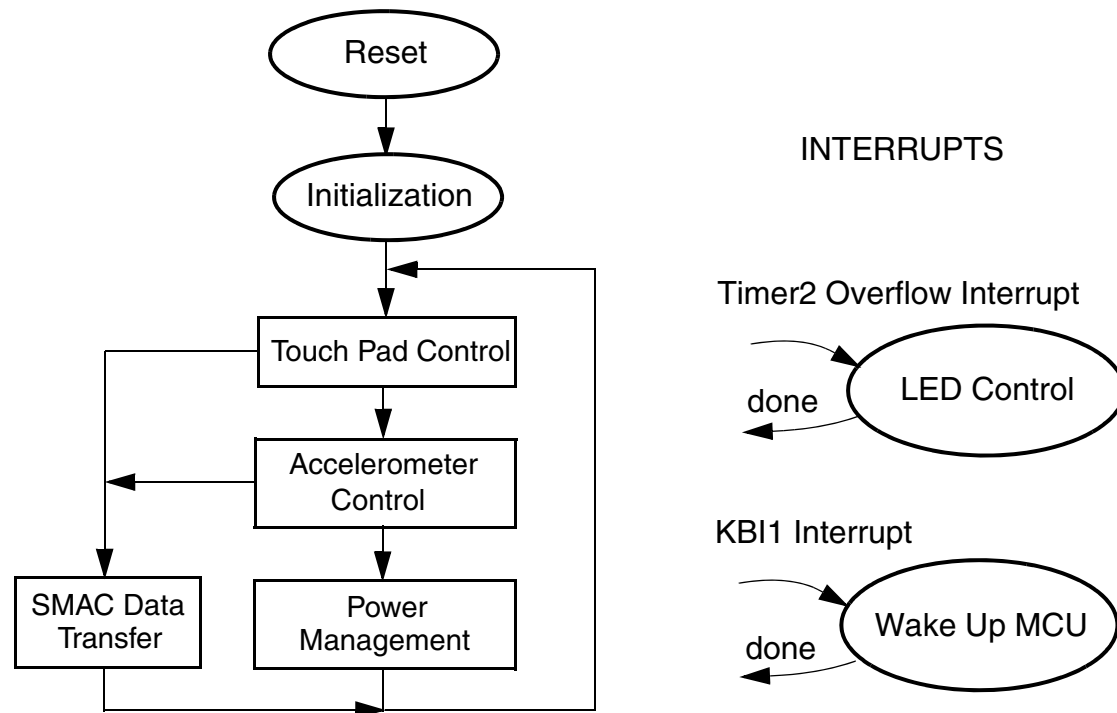 Reset
Initialization
Touch Pad Control
Accelerometer
Control
SMAC Data
Transfer
Power
Management
INTERRUPTS
Timer2 Overflow Interrupt
LED Control
done
KBI1 Interrupt
Wake Up MCU
done